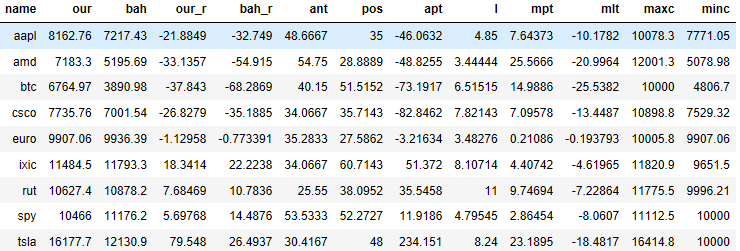 name our bah our_r bah_r ant pos apt l mpt mlt maxc minc
aapl 8162.76 7217.43 -21.8849 -32.749 48.6667 35 -46.0632 4.85 7.64373 -10.1782 10078.3 7771.05
amd 7183.3 5195.69 -33.1357 -54.915 54.75 28.8889 -48.8255 3.44444 25.5666 -20.9964 12001.3 5078.98
btc 6764.97 3890.98 -37.843 -68.2869 40.15 51.5152 -73.1917 6.51515 14.9886 -25.5382 10000 4806.7
csco 7735.76 7001.54 -26.8279 -35.1885 34.0667 35.7143 -82.8462 7.82143 7.09578 -13.4487 10898.8 7529.32
euro 9907.06 9936.39 -1.12958 -0.773391 35.2833 27.5862 -3.21634 3.48276 0.21086 -0.193793 10005.8 9907.06
ixic 11484.5 11793.3 18.3414 22.2238 34.0667 60.7143 51.372 8.10714 4.40742 -4.61965 11820.9 9651.5
rut 10627.4 10878.2 7.68469 10.7836 25.55 38.0952 35.5458 11 9.74694 -7.22864 11775.5 9996.21
spy 10466 11176.2 5.69768 14.4876 53.5333 52.2727 11.9186 4.79545 2.86454 -8.0607 11112.5 10000
tsla 16177.7 12130.9 79.548 26.4937 30.4167 48 234.151 8.24 23.1895 -18.4817 16414.8 10000